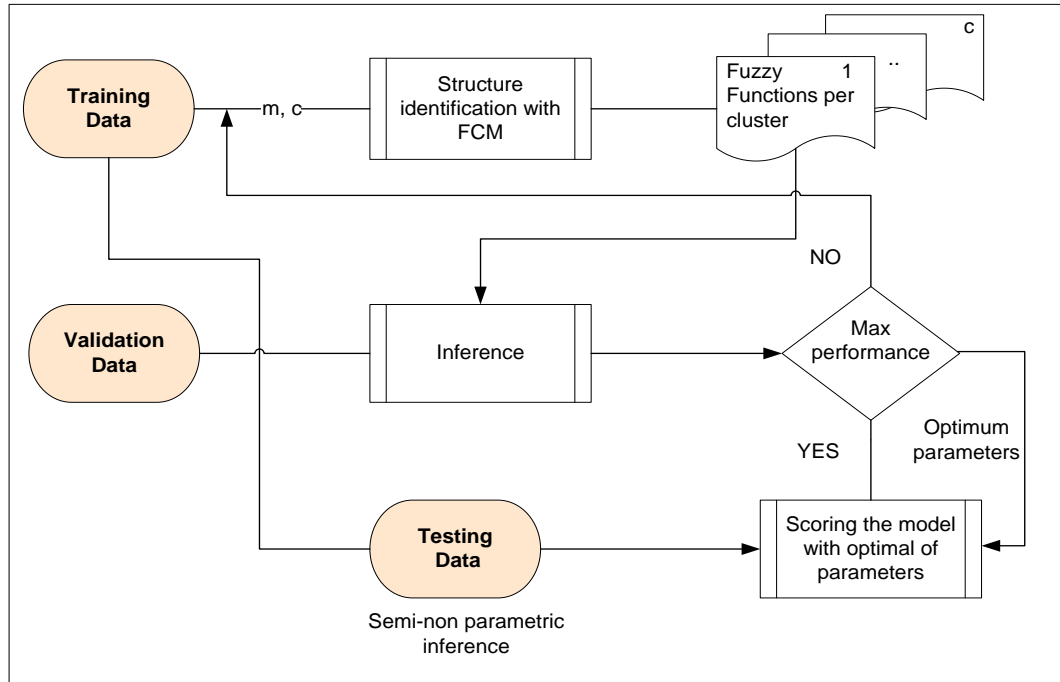 c
..
Fuzzy 1
Functions per
cluster
Training
Data
m, c
Structure
identification with
FCM
NO
Validation
Data
Inference
Max
performance
YES
Optimum
parameters
Testing
Data
Scoring the model
with optimal of
parameters
Semi-non parametric
inference